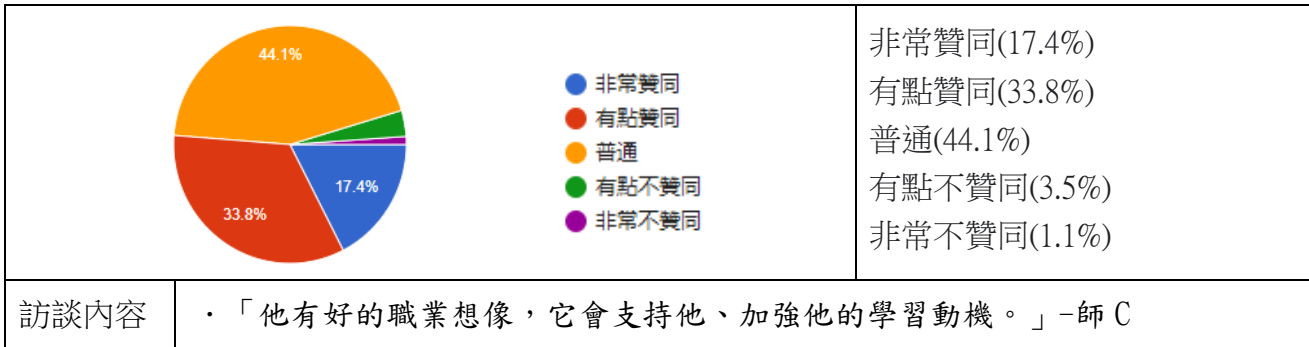 44.1%
17.4%
33.8%
非常贊同
有點贊同
普通
有點不贊同
非常不贊同
非常贊同(17.4%)
有點贊同(33.8%)
普通(44.1%)
有點不贊同(3.5%)
非常不贊同(1.1%)
訪談內容
・「他有好的職業想像，它會支持他、加強他的學習動機。」-師C